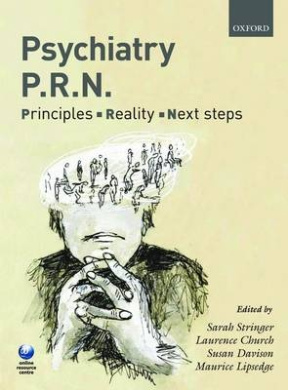 OXFORD
Psychiatry
P.R.N.
Principles ■ Reality ■ Next steps
Edited by
Sarah Stringer
Laurence Church
Susan Davison
Maurice Lipsedge
online
resource
centre